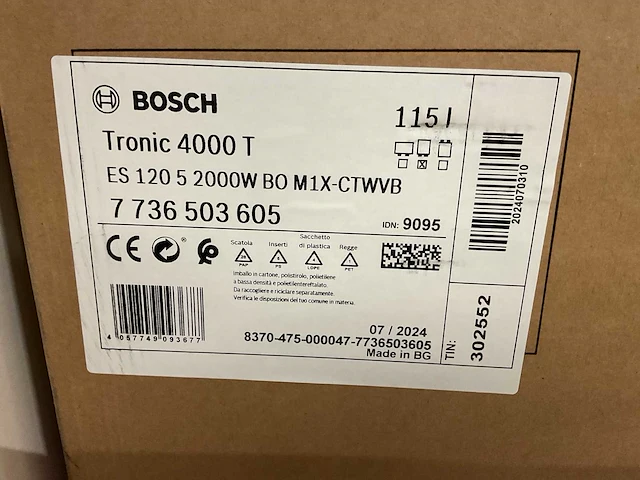 BOSCH
115 l
Tronic 4000 T
ES 120 5 2000W BO M1X-CTWVB
7 736 503 605
IDN: 9095
CE
Scatola Inserti Sacchetto di plastica Regge
PAP PS LDPE PET
Imballo in cartone, polistirolo, polietilene
a bassa densità e polietilentereftalato.
Da raccogliere e riciclare separatamente.
Verifica le disposizioni del tuo comune in materia.
4 057749 093677
07 / 2024
8370-475-000047-7736503605
Made in BG
2024070310
TIN: 302552